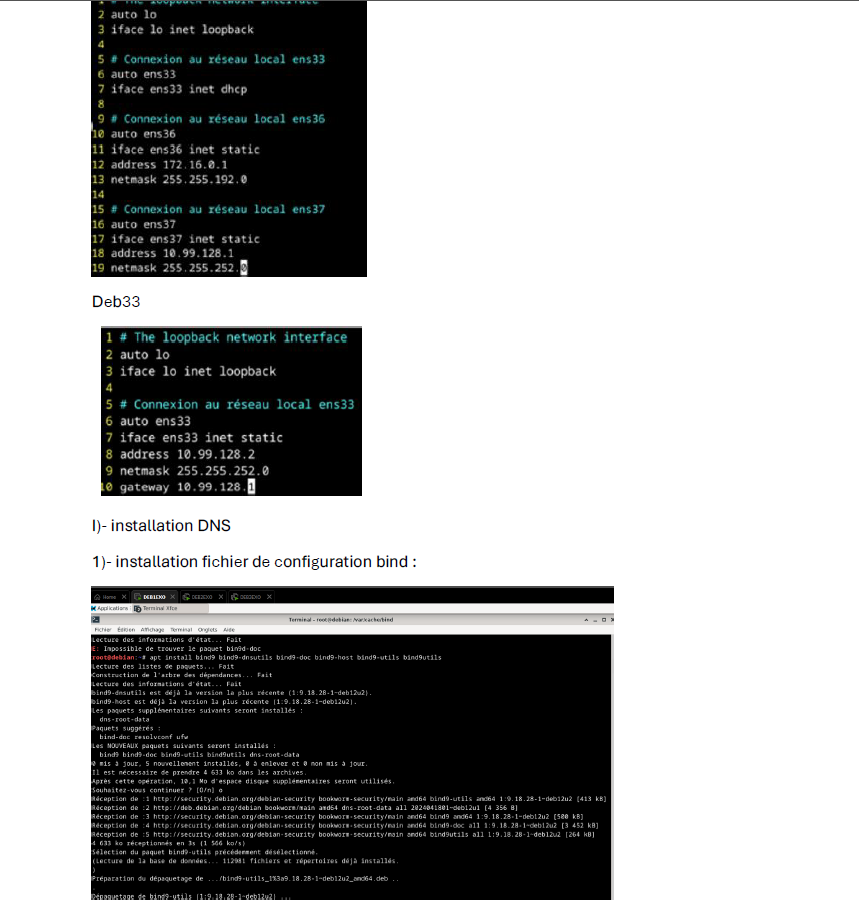 1 # The loopback network interface
2 auto lo
3 iface lo inet loopback
4
5 # Connexion au réseau local ens33
6 auto ens33
7 iface ens33 inet dhcp
8
9 # Connexion au réseau local ens36
10 auto ens36
11 iface ens36 inet static
12 address 172.16.0.1
13 netmask 255.255.192.0
14
15 # Connexion au réseau local ens37
16 auto ens37
17 iface ens37 inet static
18 address 10.99.128.1
19 netmask 255.255.252.0
Deb33
1 # The loopback network interface
2 auto lo
3 iface lo inet loopback
4
5 # Connexion au réseau local ens33
6 auto ens33
7 iface ens33 inet static
8 address 10.99.128.2
9 netmask 255.255.252.0
10 gateway 10.99.128.1
I)- installation DNS
1)- installation fichier de configuration bind :
Home DEB1EXO DEB2EXO DEB3EXO
Applications Terminal Xfce
Terminal - root@debian: /var/cache/bind
Fichier Édition Affichage Terminal Onglets Aide
Lecture des informations d'état... Fait
E: Impossible de trouver le paquet bin9d-doc
root@debian:~# apt install bind9 bind9-dnsutils bind9-doc bind9-host bind9-utils bind9utils
Lecture des listes de paquets... Fait
Construction de l'arbre des dépendances... Fait
Lecture des informations d'état... Fait
bind9-dnsutils est déjà la version la plus récente (1:9.18.28-1~deb12u2).
bind9-host est déjà la version la plus récente (1:9.18.28-1~deb12u2).
Les paquets supplémentaires suivants seront installés :
dns-root-data
Paquets suggérés :
bind-doc resolvconf ufw
Les NOUVEAUX paquets suivants seront installés :
bind9 bind9-doc bind9-utils bind9utils dns-root-data
0 mis à jour, 5 nouvellement installés, 0 à enlever et 0 non mis à jour.
Il est nécessaire de prendre 4 633 ko dans les archives.
Après cette opération, 10,1 Mo d'espace disque supplémentaires seront utilisés.
Souhaitez-vous continuer ? [O/n] o
Réception de :1 http://security.debian.org/debian-security bookworm-security/main amd64 bind9-utils amd64 1:9.18.28-1~deb12u2 [413 kB]
Réception de :2 http://deb.debian.org/debian bookworm/main amd64 dns-root-data all 2024041801~deb12u1 [4 356 B]
Réception de :3 http://security.debian.org/debian-security bookworm-security/main amd64 bind9 amd64 1:9.18.28-1~deb12u2 [500 kB]
Réception de :4 http://security.debian.org/debian-security bookworm-security/main amd64 bind9-doc all 1:9.18.28-1~deb12u2 [3 452 kB]
Réception de :5 http://security.debian.org/debian-security bookworm-security/main amd64 bind9utils all 1:9.18.28-1~deb12u2 [264 kB]
4 633 ko réceptionnés en 3s (1 566 ko/s)
Sélection du paquet bind9-utils précédemment désélectionné.
(Lecture de la base de données... 112981 fichiers et répertoires déjà installés.
)
Préparation du dépaquetage de .../bind9-utils_1%3a9.18.28-1~deb12u2_amd64.deb ..
.
Dépaquetage de bind9-utils (1:9.18.28-1~deb12u2) ...